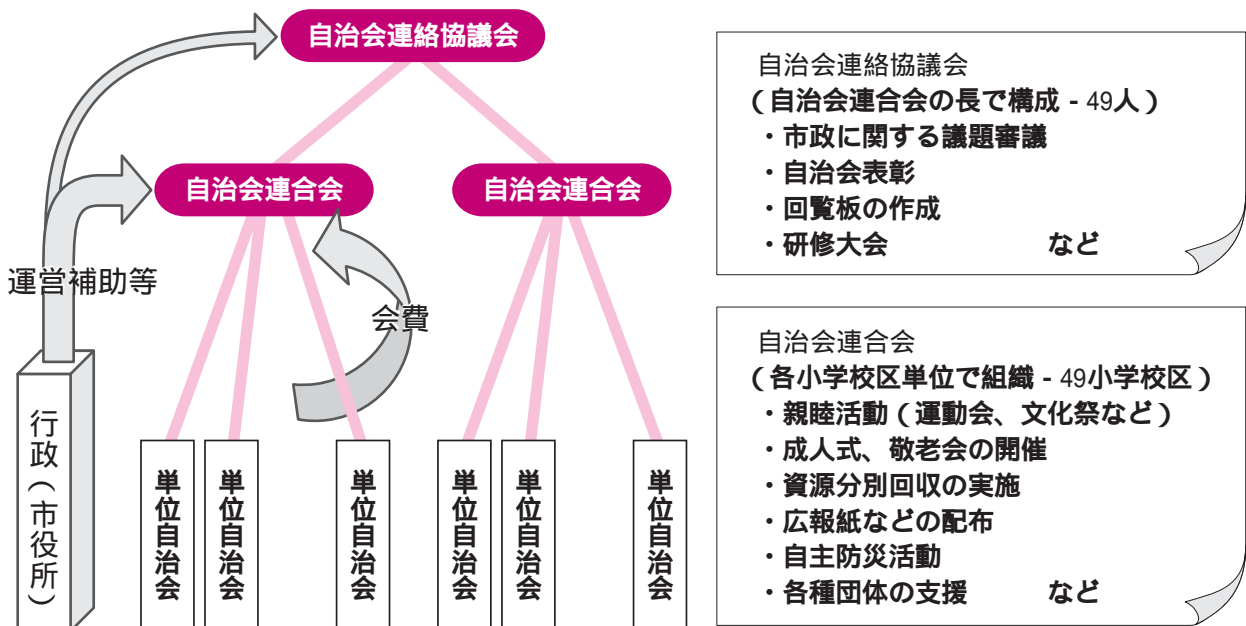 自治会連絡協議会
自治会連合会
自治会連合会
運営補助等
会費
行政(市役所)
単位自治会
単位自治会
単位自治会
単位自治会
単位自治会
単位自治会
自治会連絡協議会
(自治会連合会の長で構成 - 49人)
・市政に関する議題審議
・自治会表彰
・回覧板の作成
・研修大会 など
自治会連合会
(各小学校区単位で組織 - 49小学校区)
・親睦活動(運動会、文化祭など)
・成人式、敬老会の開催
・資源分別回収の実施
・広報紙などの配布
・自主防災活動
・各種団体の支援 など